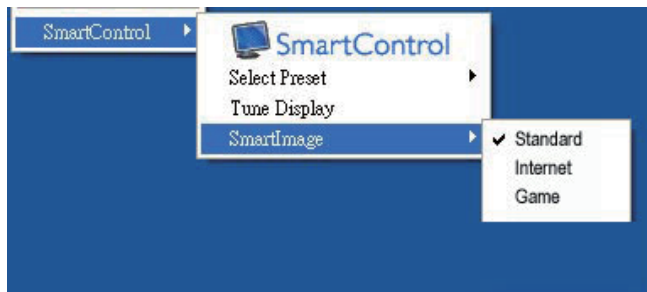 SmartControl
SmartControl
Select Preset
Tune Display
SmartImage
Standard
Internet
Game